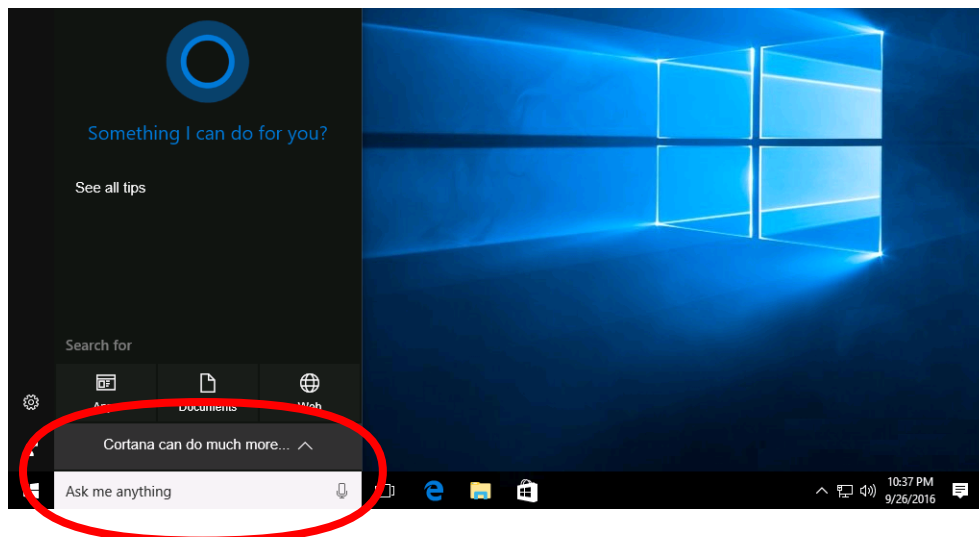 Something I can do for you?
See all tips
Search for
Documents
Cortana can do much more...
Ask me anything
10:37 PM
9/26/2016